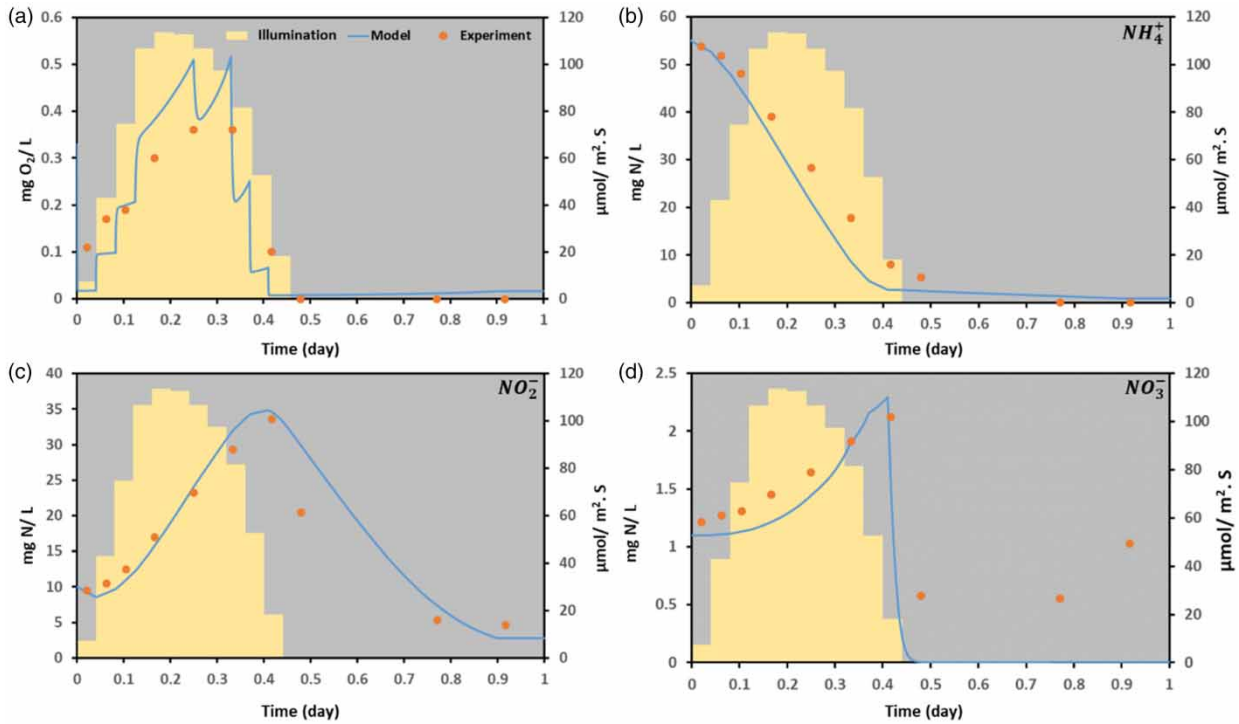 (a)
0.6
0.5
0.4
0.3
0.2
0.1
0
mg O₂/ L
Illumination Model Experiment
120
100
80
60
40
20
0
µmol/ m². S
0 0.1 0.2 0.3 0.4 0.5 0.6 0.7 0.8 0.9 1
Time (day)
(b)
60
50
40
30
20
10
0
mg N/ L
NH₄⁺
120
100
80
60
40
20
0
µmol/ m². S
0 0.1 0.2 0.3 0.4 0.5 0.6 0.7 0.8 0.9 1
Time (day)
(c)
40
35
30
25
20
15
10
5
0
mg N/ L
NO₂⁻
120
100
80
60
40
20
0
µmol/ m². S
0 0.1 0.2 0.3 0.4 0.5 0.6 0.7 0.8 0.9 1
Time (day)
(d)
2.5
2
1.5
1
0.5
0
mg N/ L
NO₃⁻
120
100
80
60
40
20
0
µmol/ m². S
0 0.1 0.2 0.3 0.4 0.5 0.6 0.7 0.8 0.9 1
Time (day)